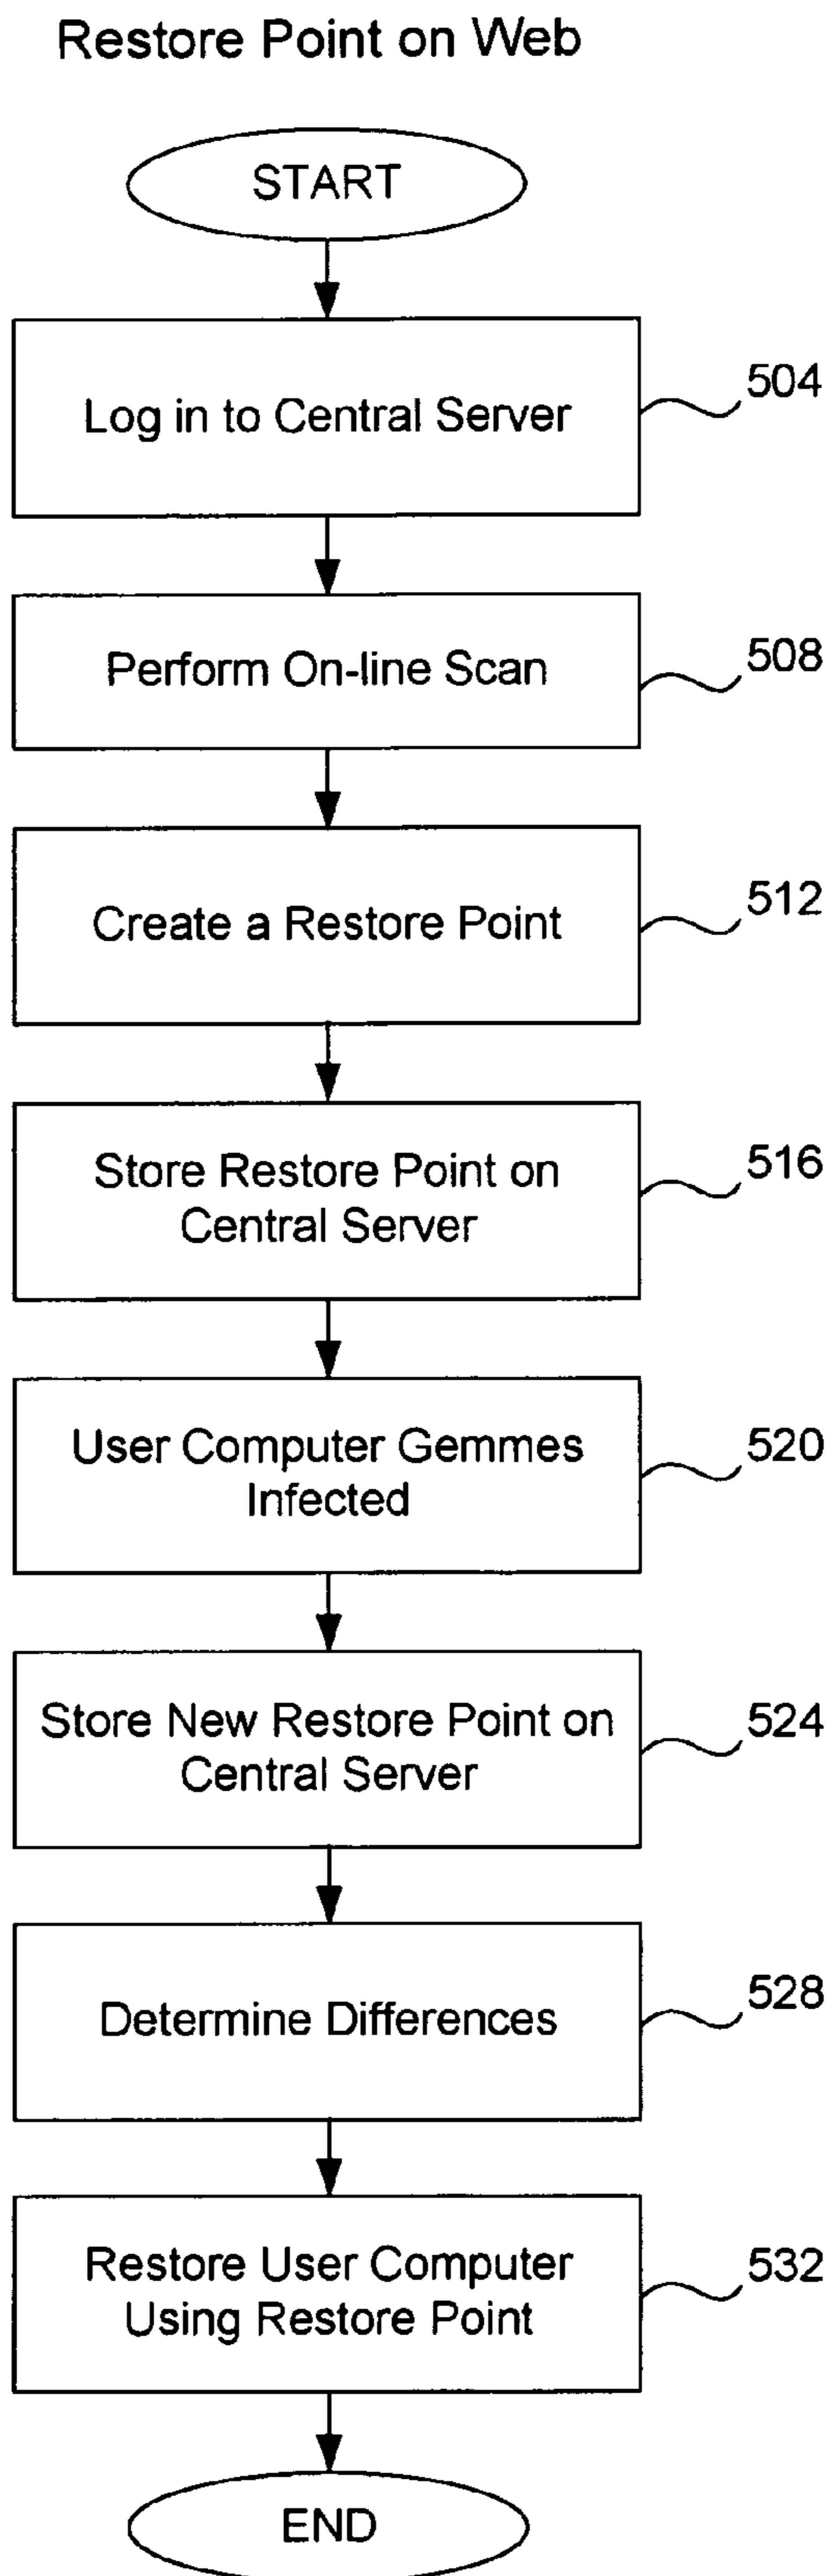 Restore Point on Web
START
Log in to Central Server
504
Perform On-line Scan
508
Create a Restore Point
512
Store Restore Point on
Central Server
516
User Computer Gemmes
Infected
520
Store New Restore Point on
Central Server
524
Determine Differences
528
Restore User Computer
Using Restore Point
532
END